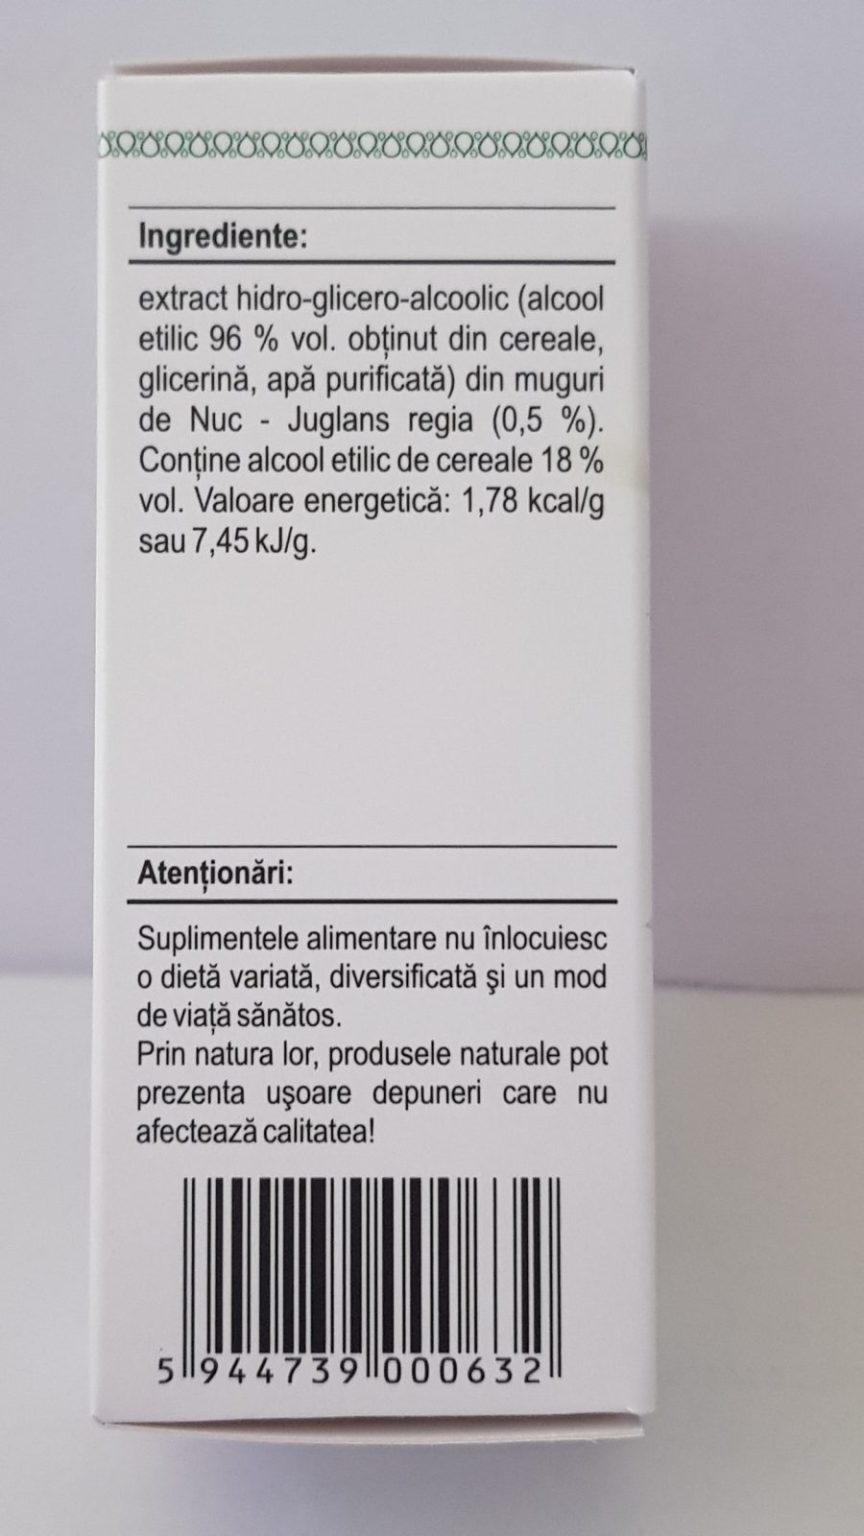 Ingrediente:
extract hidro-glicero-alcoolic (alcool
etilic 96 % vol. obținut din cereale,
glicerină, apă purificată) din muguri
de Nuc - Juglans regia (0,5 %).
Conține alcool etilic de cereale 18 %
vol. Valoare energetică: 1,78 kcal/g
sau 7,45 kJ/g.
Atenționări:
Suplimentele alimentare nu înlocuiesc
o dietă variată, diversificată şi un mod
de viață sănătos.
Prin natura lor, produsele naturale pot
prezenta uşoare depuneri care nu
afectează calitatea!
5 944739 000632